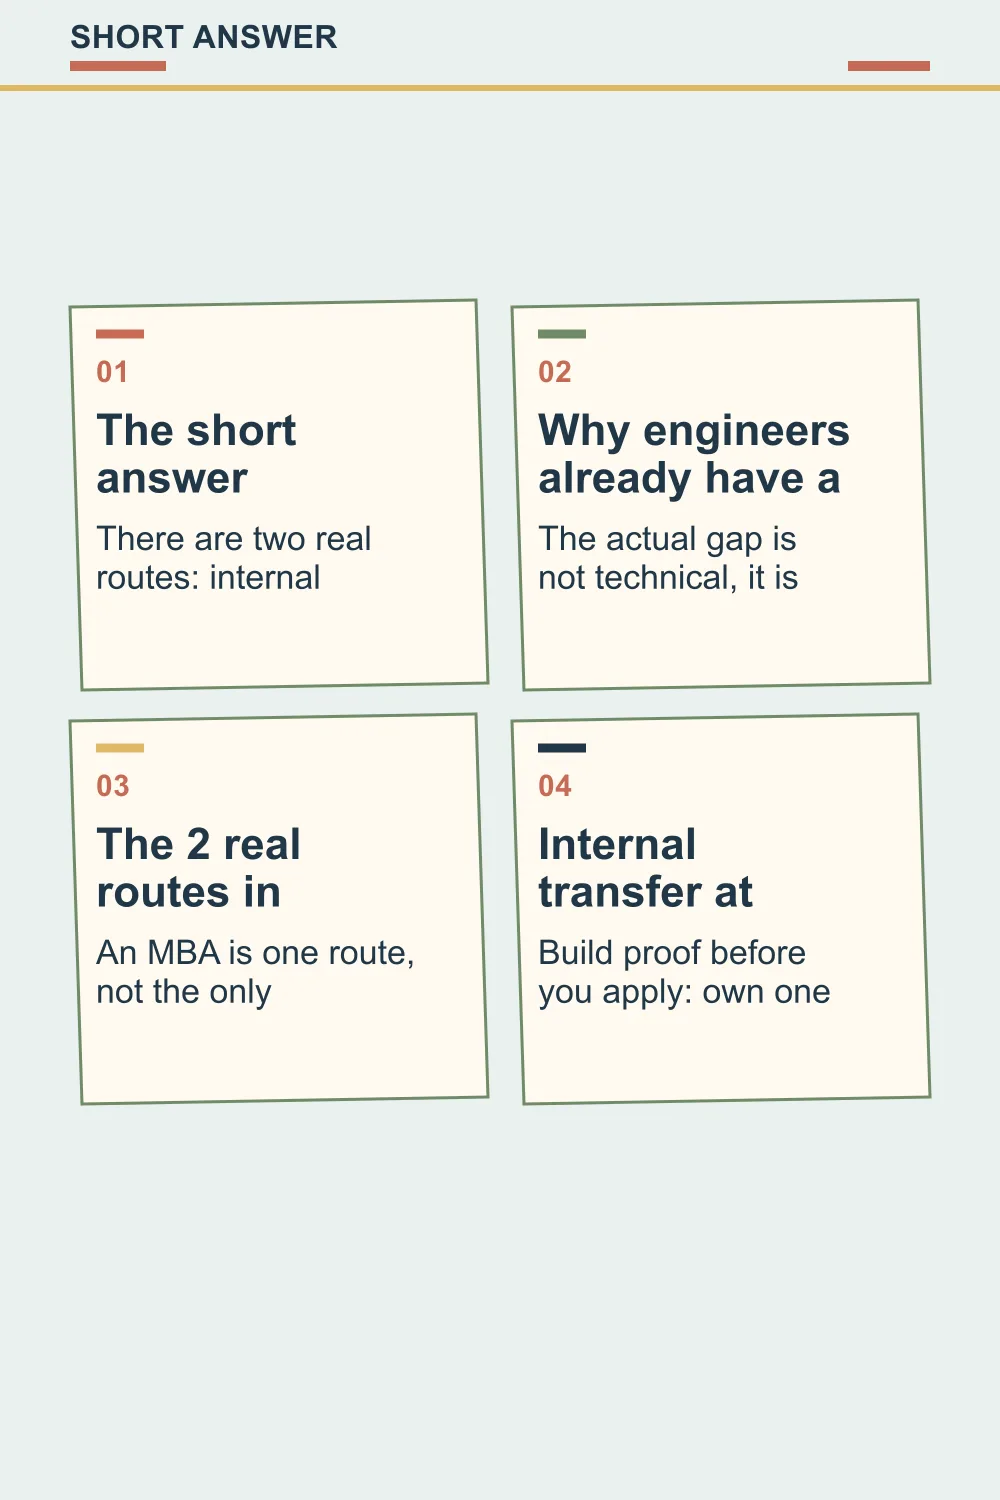 SHORT ANSWER
01
The short
answer
There are two real
routes: internal
02
Why engineers
already have a
The actual gap is
not technical, it is
03
The 2 real
routes in
An MBA is one route,
not the only
04
Internal
transfer at
Build proof before
you apply: own one